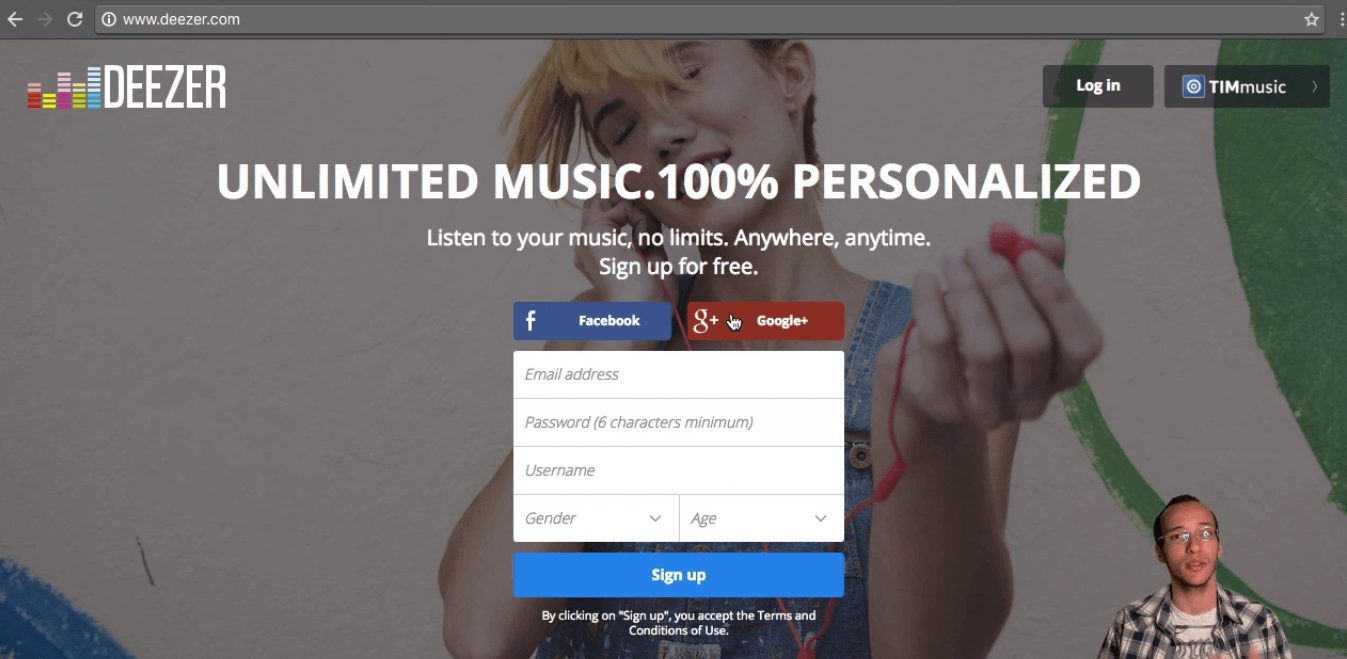 www.deezer.com
DEEZER
Log in
TIMmusic
UNLIMITED MUSIC.100% PERSONALIZED
Listen to your music, no limits. Anywhere, anytime.
Sign up for free.
f Facebook
g+ Google+
Email address
Password (6 characters minimum)
Username
Gender
Age
Sign up
By clicking on "Sign up", you accept the Terms and
Conditions of Use.